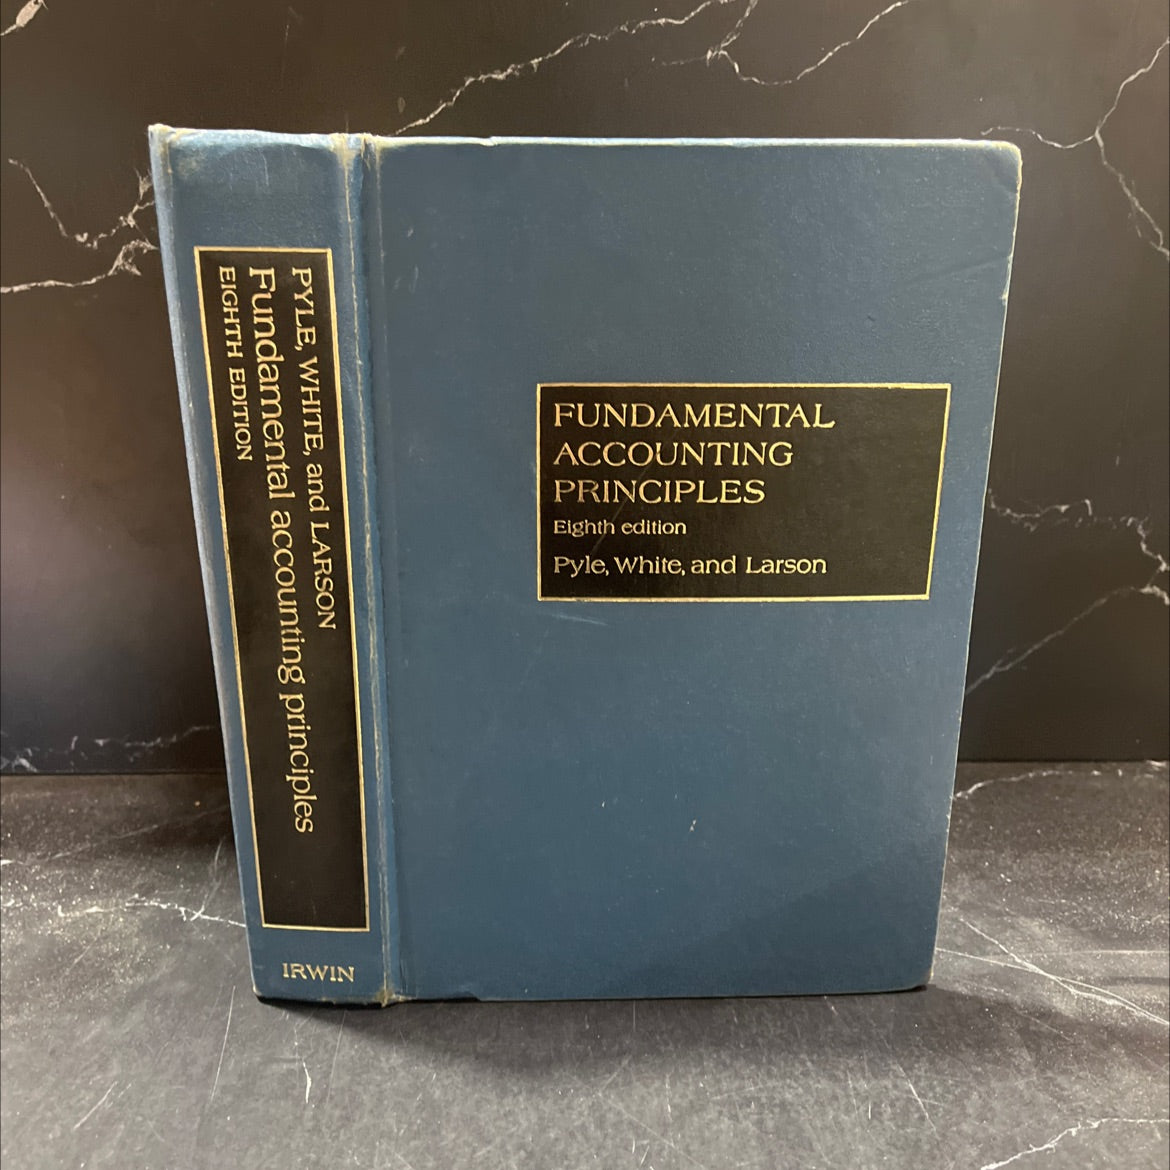 PYLE, WHITE, and LARSON
Fundamental accounting principles
EIGHTH EDITION
IRWIN
FUNDAMENTAL
ACCOUNTING
PRINCIPLES
Eighth edition
Pyle, White, and Larson